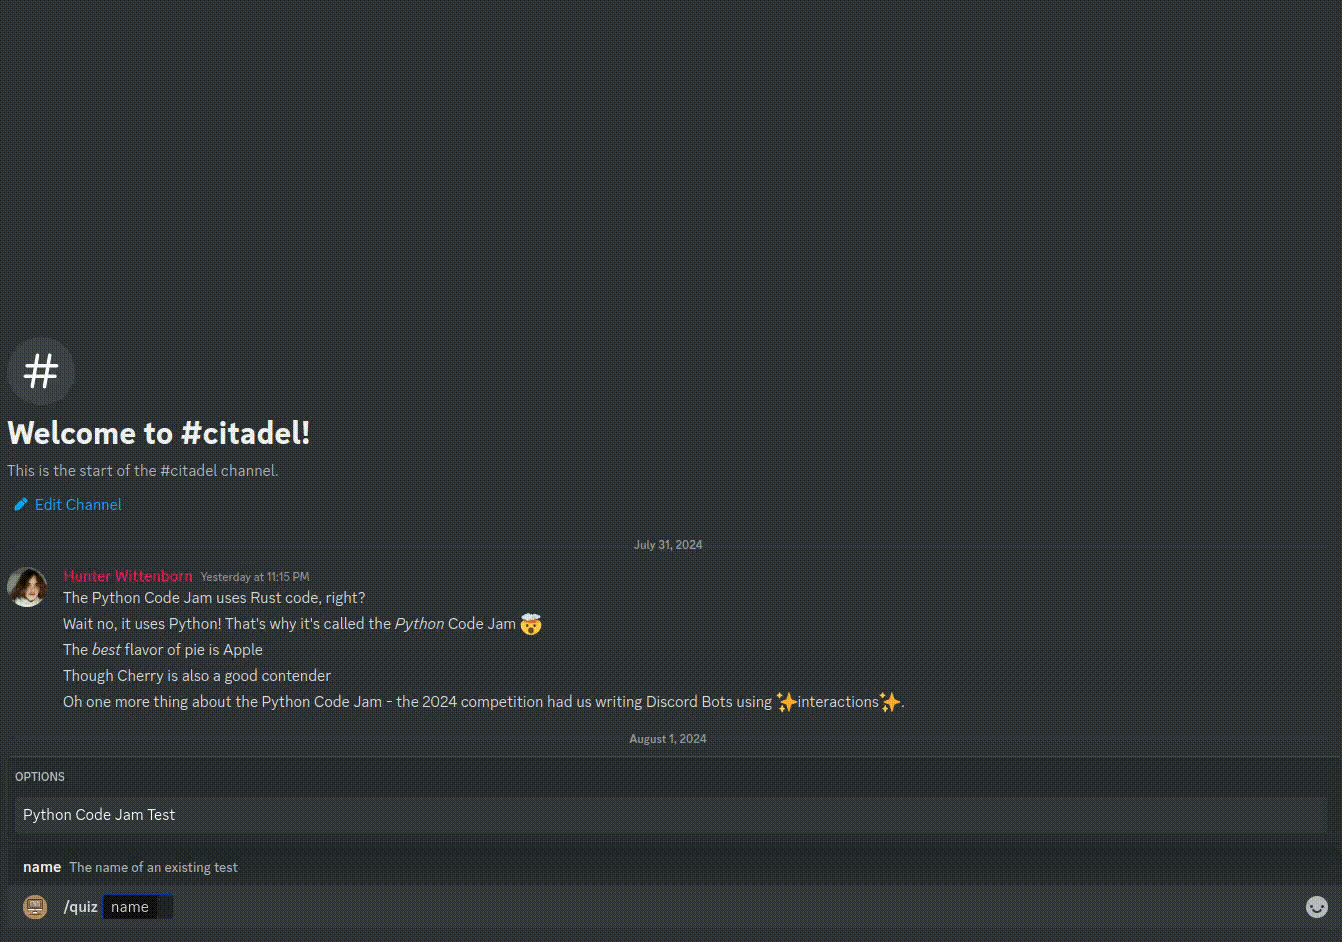 #
Welcome to #citadel!
This is the start of the #citadel channel.
Edit Channel
July 31, 2024
Hunter Wittenborn Yesterday at 11:15 PM
The Python Code Jam uses Rust code, right?
Wait no, it uses Python! That's why it's called the Python Code Jam 🤯
The best flavor of pie is Apple
Though Cherry is also a good contender
Oh one more thing about the Python Code Jam - the 2024 competition had us writing Discord Bots using ✨interactions✨.
August 1, 2024
OPTIONS
Python Code Jam Test
name The name of an existing test
/quiz name